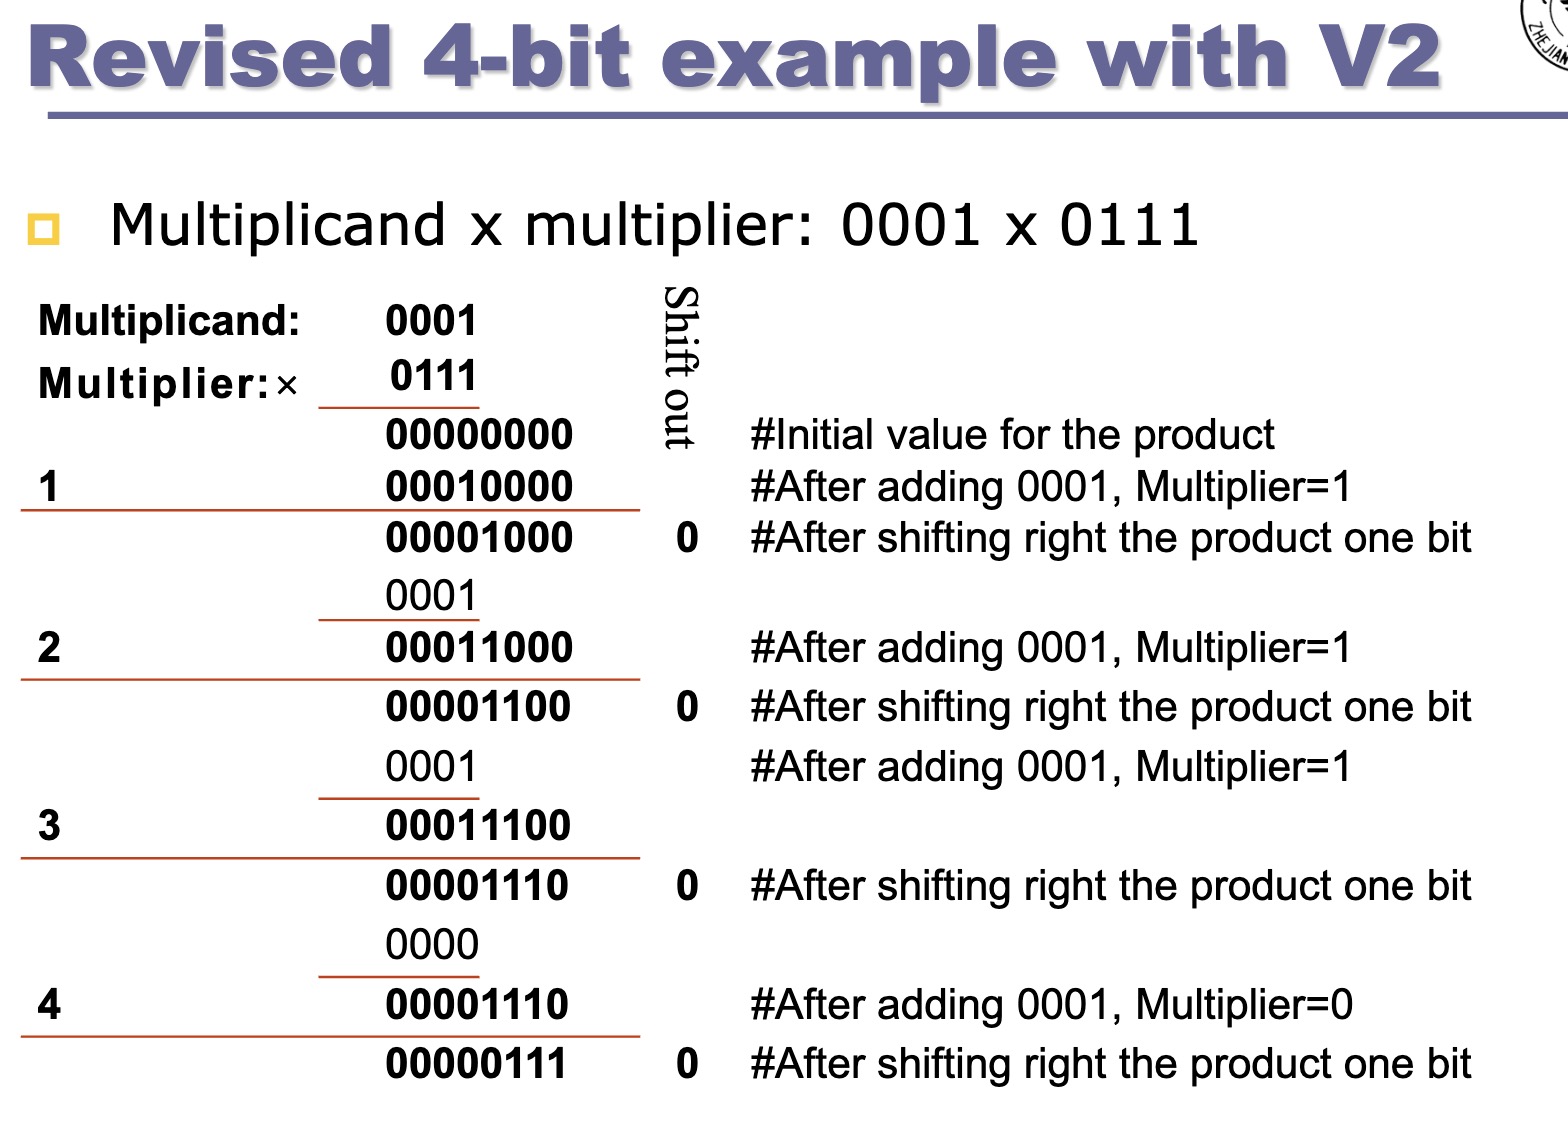 Revised 4-bit example with V2
Multiplicand x multiplier: 0001 x 0111
Shift out
Multiplicand: 0001
Multiplier:× 0111
00000000 #Initial value for the product
1 00010000 #After adding 0001, Multiplier=1
00001000 0 #After shifting right the product one bit
0001
2 00011000 #After adding 0001, Multiplier=1
00001100 0 #After shifting right the product one bit
0001 #After adding 0001, Multiplier=1
3 00011100
00001110 0 #After shifting right the product one bit
0000
4 00001110 #After adding 0001, Multiplier=0
00000111 0 #After shifting right the product one bit